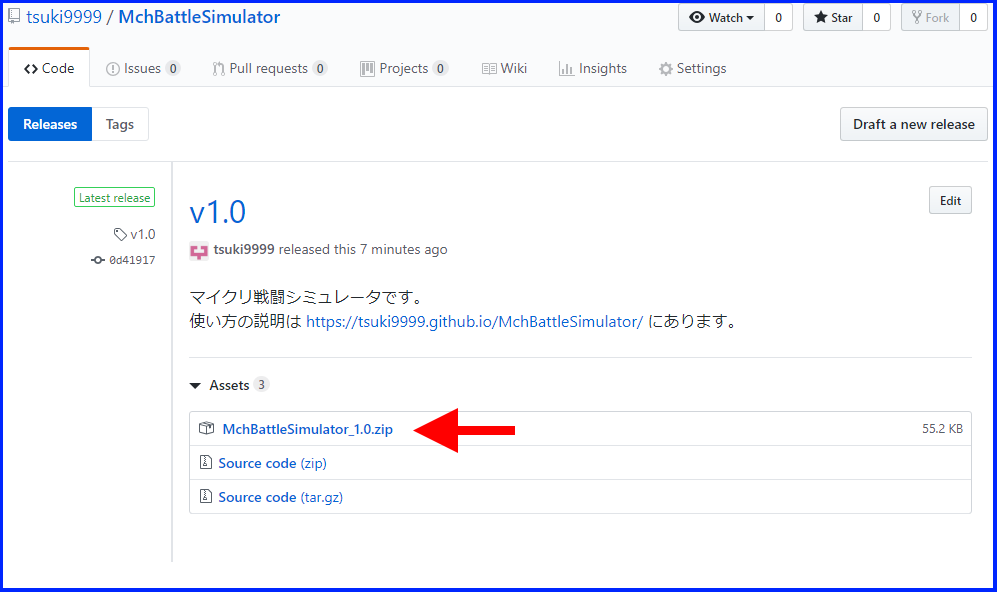 tsuki9999 / MchBattleSimulator
Watch 0 Star 0 Fork 0
Code Issues 0 Pull requests 0 Projects 0 Wiki Insights Settings
Releases Tags Draft a new release
Latest release
v1.0
0d41917
v1.0 Edit
tsuki9999 released this 7 minutes ago
マイクリ戦闘シミュレータです。
使い方の説明は https://tsuki9999.github.io/MchBattleSimulator/ にあります。
Assets 3
MchBattleSimulator_1.0.zip 55.2 KB
Source code (zip)
Source code (tar.gz)